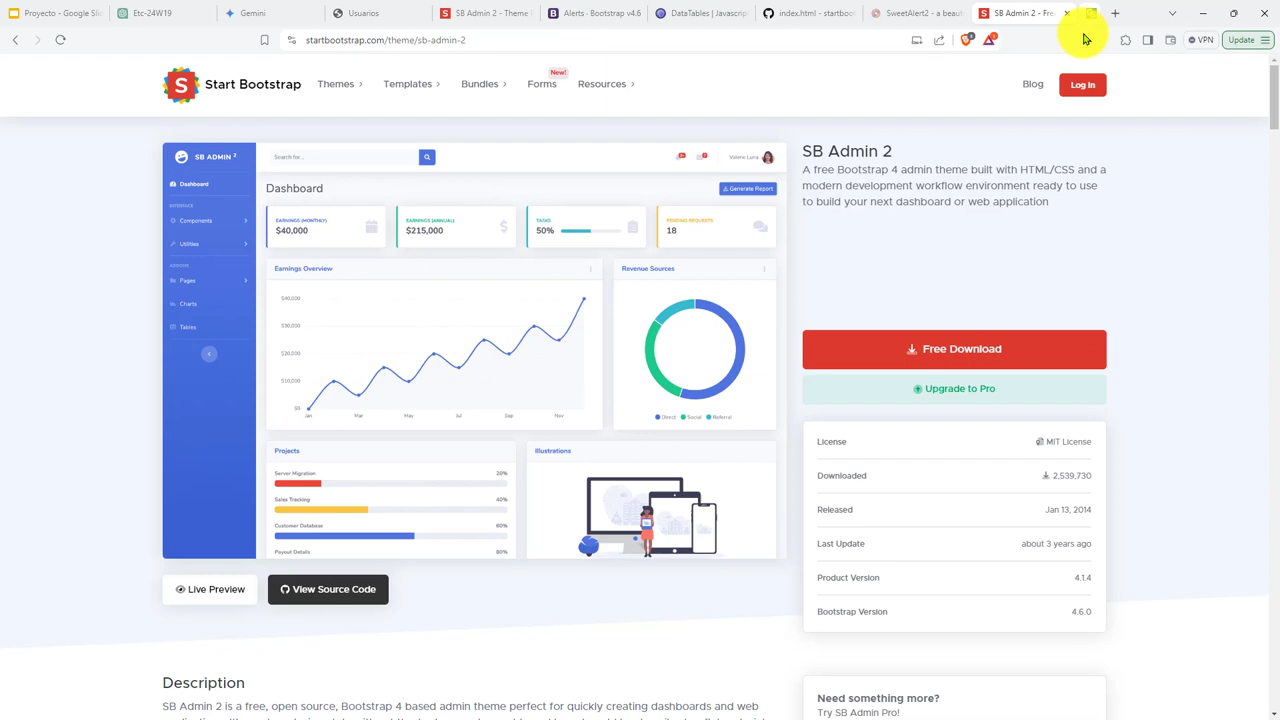 Proyecto - Google Slid
Etc-24W19
Gemini
Usuarios
SB Admin 2 - Theme
Alerts · Bootstrap v4.6
DataTables | Javascrip
index.html - startboots
SweetAlert2 - a beaut
SB Admin 2 - Fre
startbootstrap.com/theme/sb-admin-2
VPN
Update
Start Bootstrap
Themes
Templates
Bundles
New!
Forms
Resources
Blog
Log In
SB ADMIN 2
Dashboard
INTERFACE
Components
Utilities
Pages
Charts
Tables
Search for...
Valerie Luna
Dashboard
Generate Report
EARNINGS (MONTHLY)
$40,000
EARNINGS (ANNUAL)
$215,000
TASKS
50%
PENDING REQUESTS
18
Earnings Overview
$40,000
$30,000
$20,000
$10,000
$0
Jan
Mar
May
Jul
Sep
Nov
Revenue Sources
Direct
Social
Referral
Projects
Server Migration
20%
Sales Tracking
40%
Customer Database
60%
Payout Details
80%
Illustrations
Live Preview
View Source Code
SB Admin 2
A free Bootstrap 4 admin theme built with HTML/CSS and a
modern development workflow environment ready to use
to build your next dashboard or web application
Free Download
Upgrade to Pro
License
MIT License
Downloaded
2,539,730
Released
Jan 13, 2014
Last Update
about 3 years ago
Product Version
4.1.4
Bootstrap Version
4.6.0
Description
SB Admin 2 is a free, open source, Bootstrap 4 based admin theme perfect for quickly creating dashboards and web
Need something more?
Try SB Admin Pro!